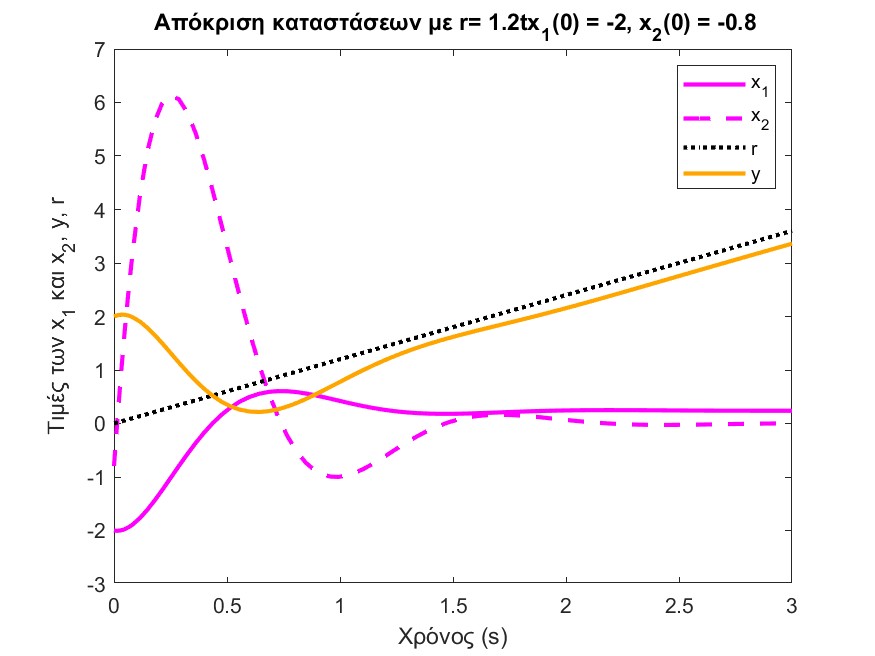 Απόκριση καταστάσεων με r= 1.2tx₁(0) = -2, x₂(0) = -0.8
7
6
5
4
3
2
1
0
-1
-2
-3
Τιμές των x₁ και x₂, y, r
x₁
x₂
r
y
0
0.5
1
1.5
2
2.5
3
Χρόνος (s)